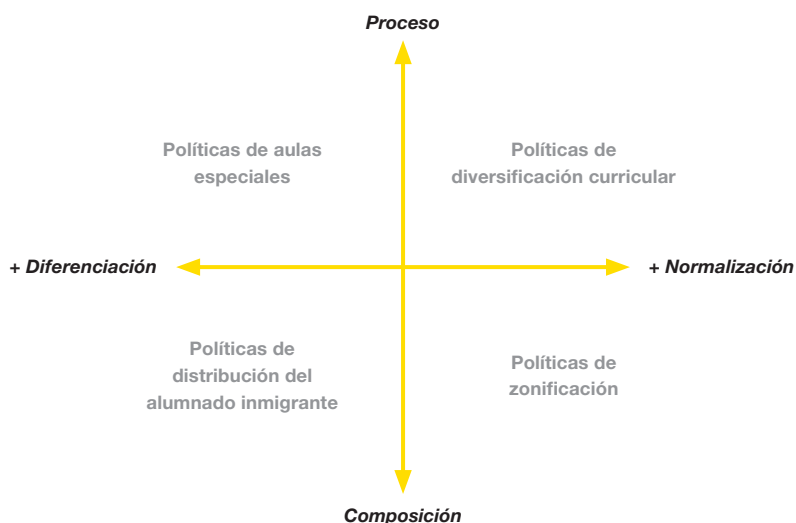 Proceso
Políticas de aulas
especiales
Políticas de
diversificación curricular
+ Diferenciación
+ Normalización
Políticas de
distribución del
alumnado inmigrante
Políticas de
zonificación
Composición